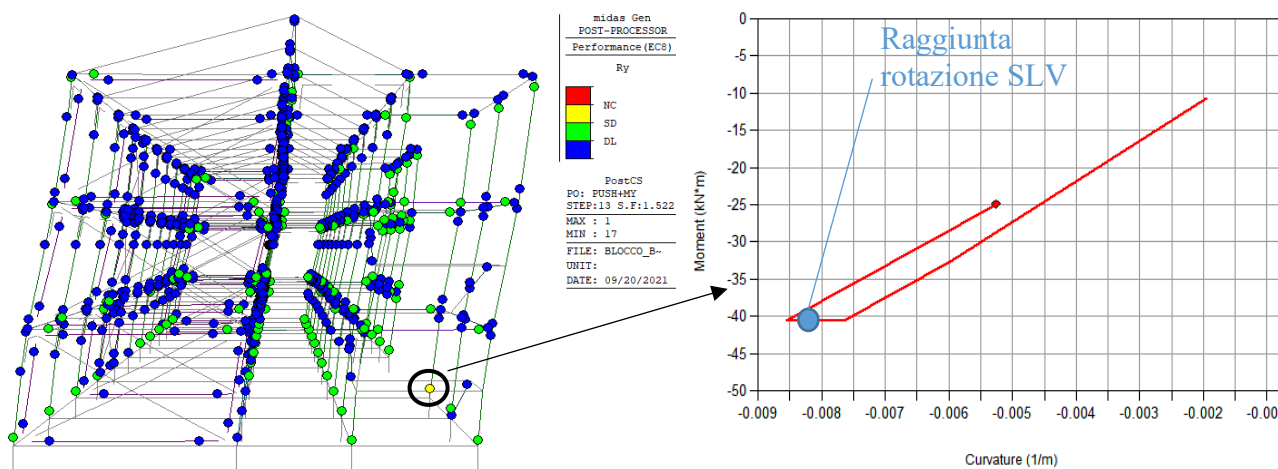 midas Gen
POST-PROCESSOR
Performance(EC8)
Ry
NC
SD
DL
PostCS
PO: PUSH+MY
STEP:13 S.F:1.522
MAX : 1
MIN : 17
FILE: BLOCCO_B~
UNIT:
DATE: 09/20/2021
Raggiunta
rotazione SLV
Moment (kN*m)
0
-5
-10
-15
-20
-25
-30
-35
-40
-45
-50
-0.009 -0.008 -0.007 -0.006 -0.005 -0.004 -0.003 -0.002 -0.00
Curvature (1/m)